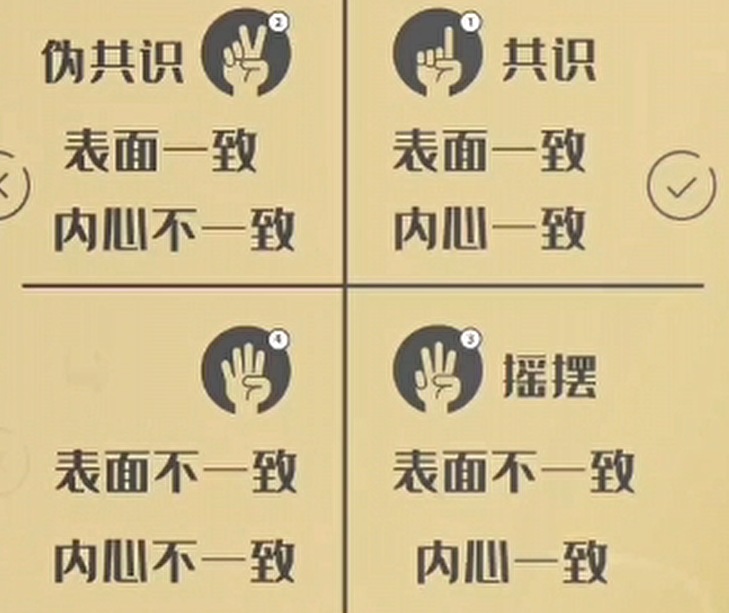 伪共识 2
表面一致
内心不一致
1 共识
表面一致
内心一致
4
表面不一致
内心不一致
3 摇摆
表面不一致
内心一致